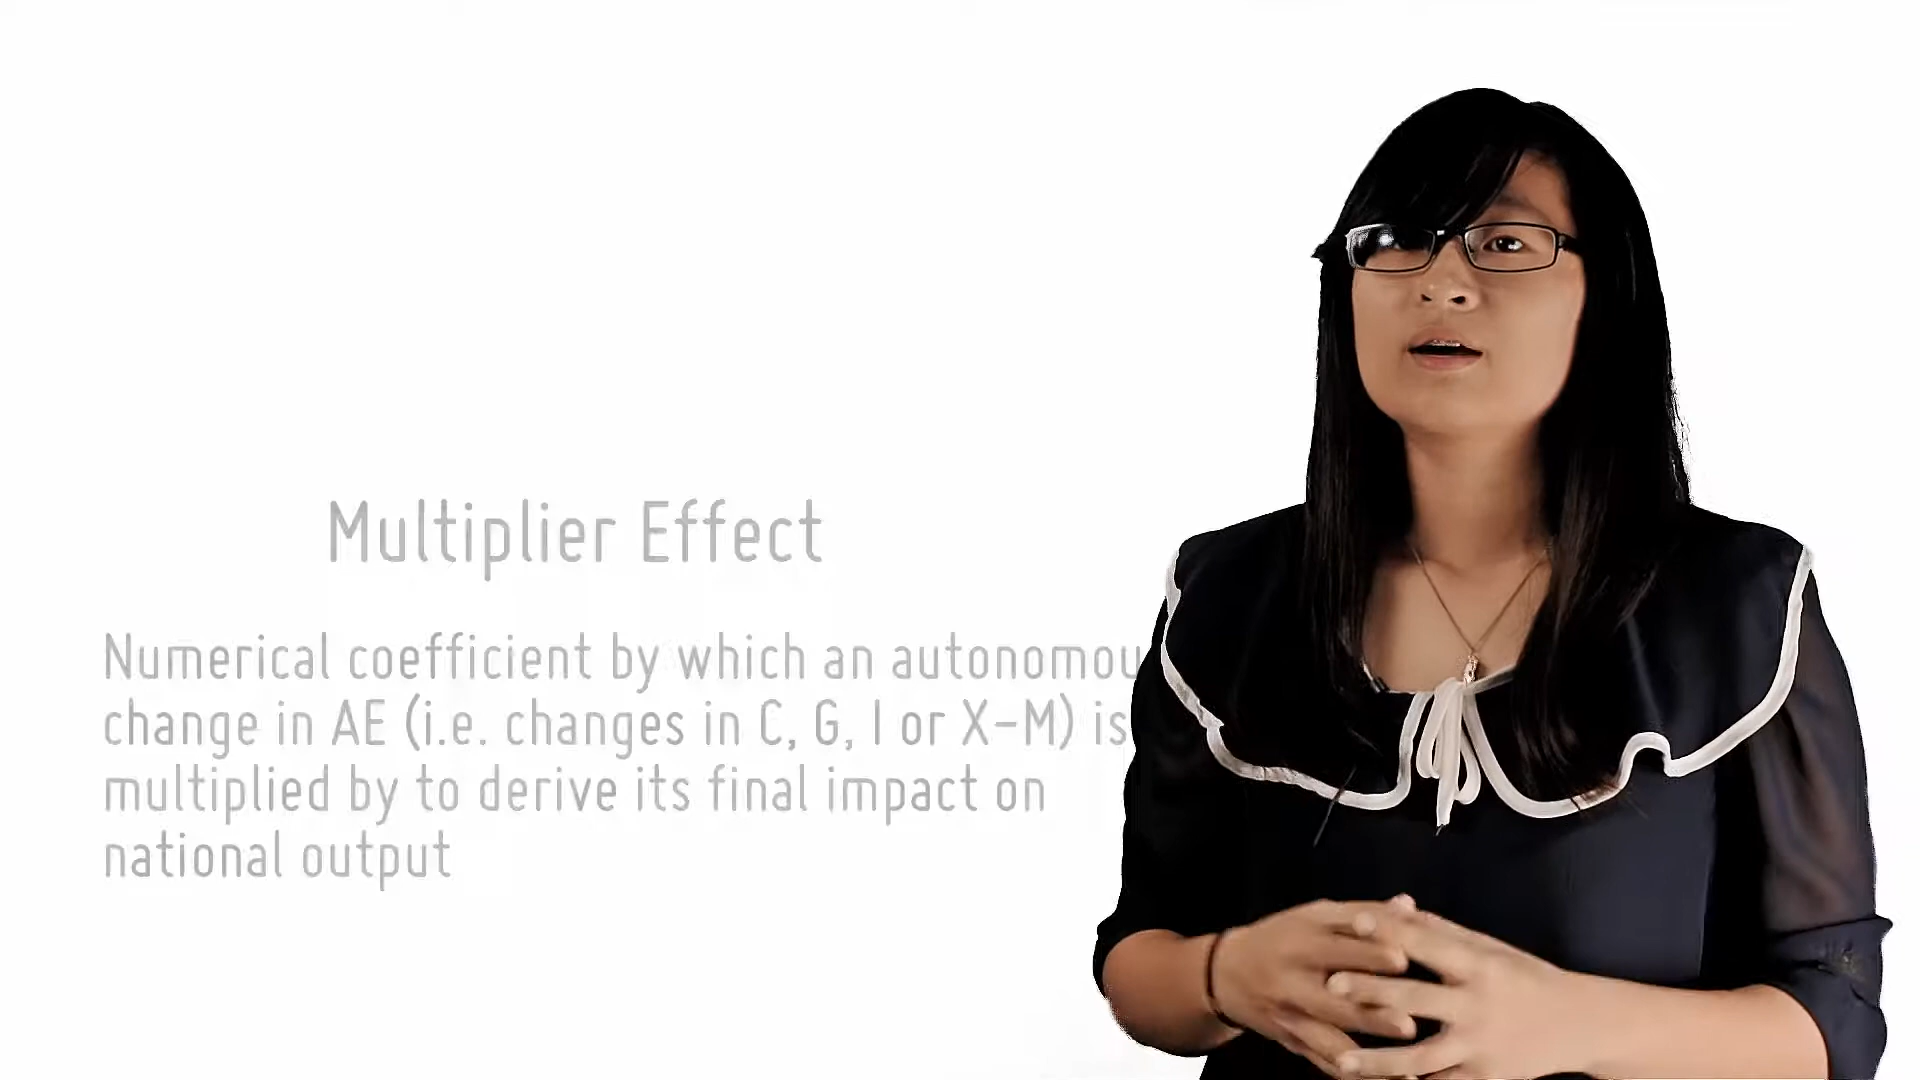 Multiplier Effect
Numerical coefficient by which an autonomou
change in AE (i.e. changes in C, G, I or X-M) is
multiplied by to derive its final impact on
national output